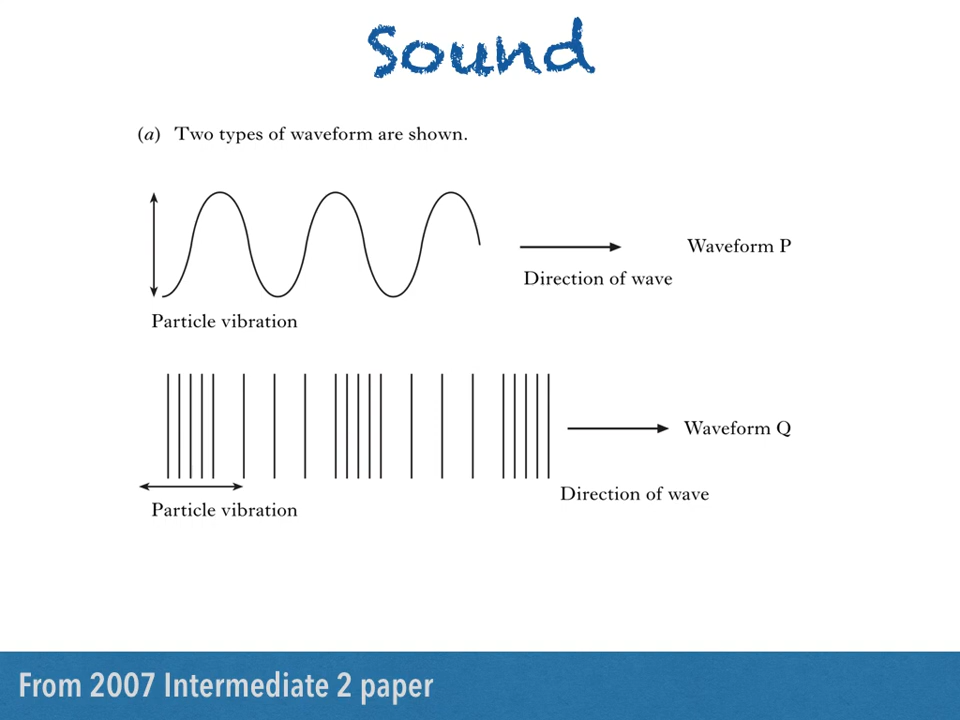 Sound
(a) Two types of waveform are shown.
Waveform P
Direction of wave
Particle vibration
Waveform Q
Direction of wave
Particle vibration
From 2007 Intermediate 2 paper